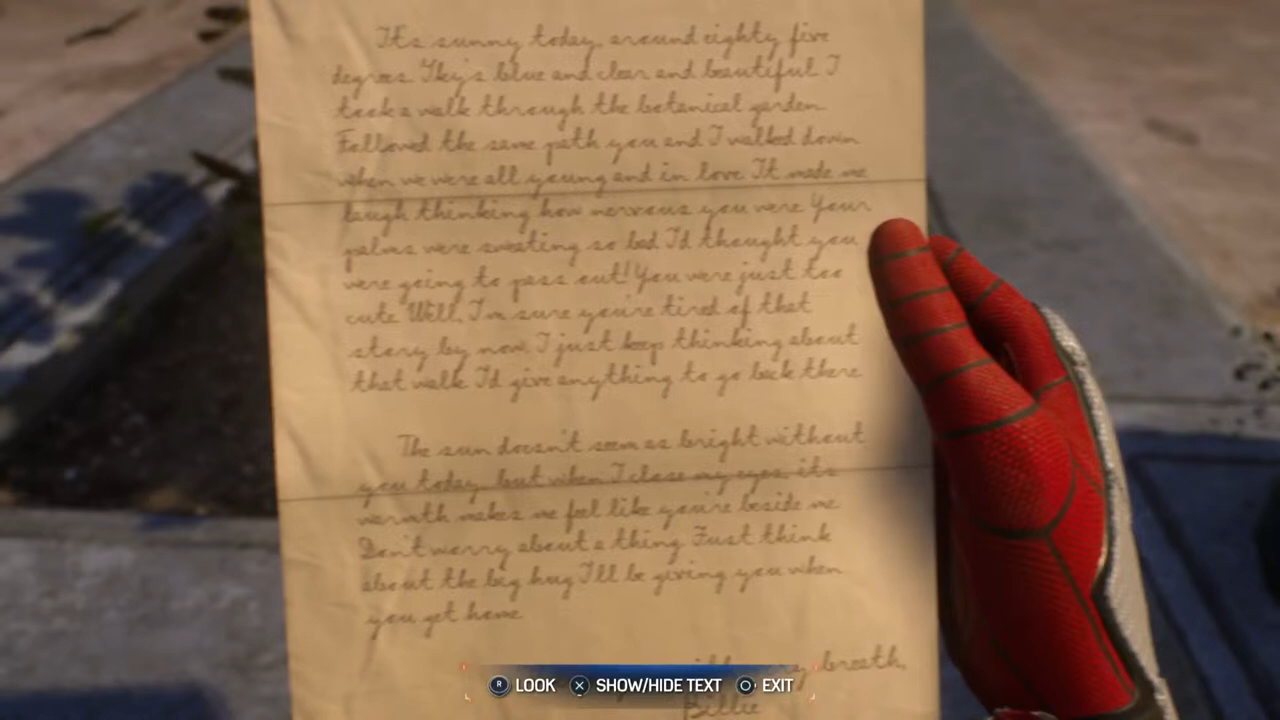 It's sunny today, around eighty five
degrees. Sky's blue and clear and beautiful. I
took a walk through the botanical garden.
Followed the same path you and I walked down
when we were all young and in love. It made me
laugh thinking how nervous you were. Your
palms were sweating so bad I'd thought you
were going to pass out! You were just too
cute. Well, I'm sure you're tired of that
story by now. I just keep thinking about
that walk. I'd give anything to go back there.
The sun doesn't seem as bright without
you today, but when I close my eyes, its
warmth makes me feel like you're beside me.
Don't worry about a thing. Just think
about the big hug I'll be giving you when
you get home.
breath,
Billie
R LOOK X SHOW/HIDE TEXT O EXIT